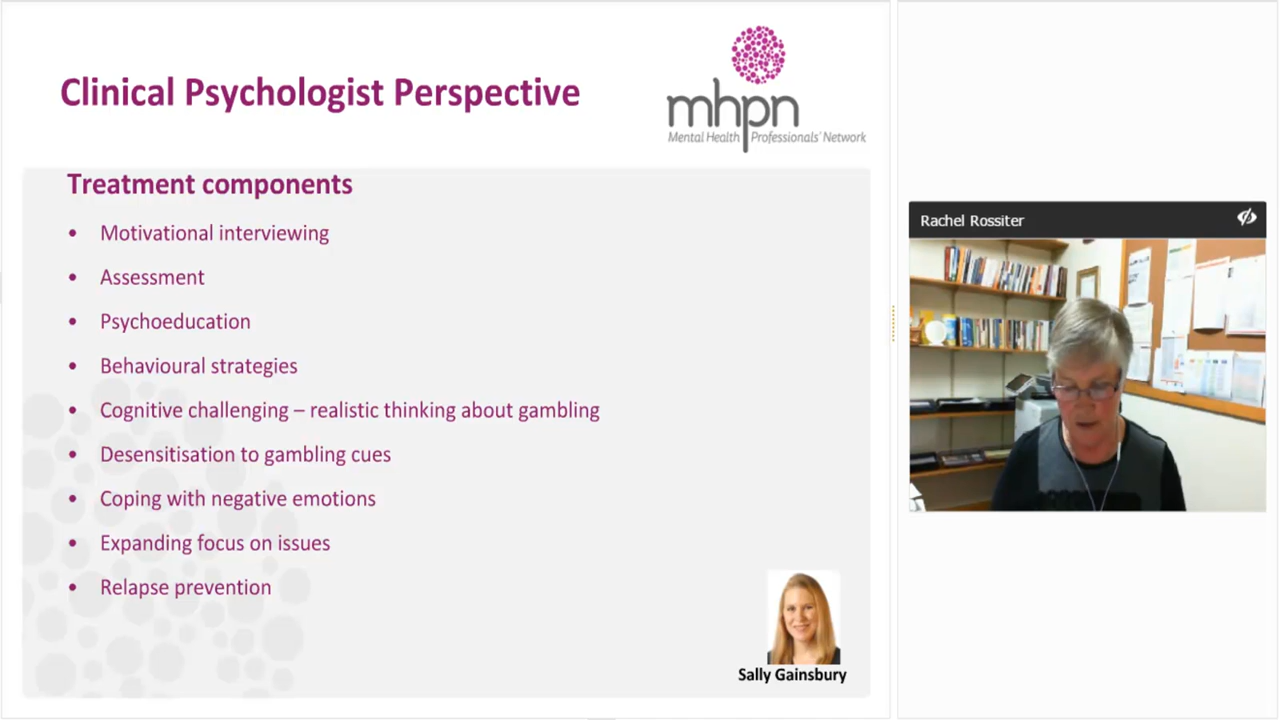 Clinical Psychologist Perspective
mhpn
Mental Health Professionals' Network
Treatment components
• Motivational interviewing
• Assessment
• Psychoeducation
• Behavioural strategies
• Cognitive challenging – realistic thinking about gambling
• Desensitisation to gambling cues
• Coping with negative emotions
• Expanding focus on issues
• Relapse prevention
Sally Gainsbury
Rachel Rossiter